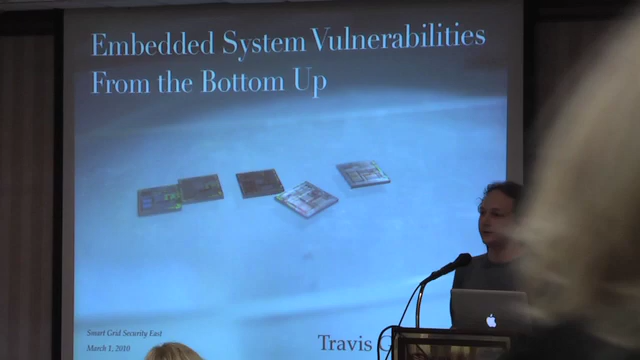 Embedded System Vulnerabilities
From the Bottom Up
Smart Grid Security East
March 1, 2010
Travis